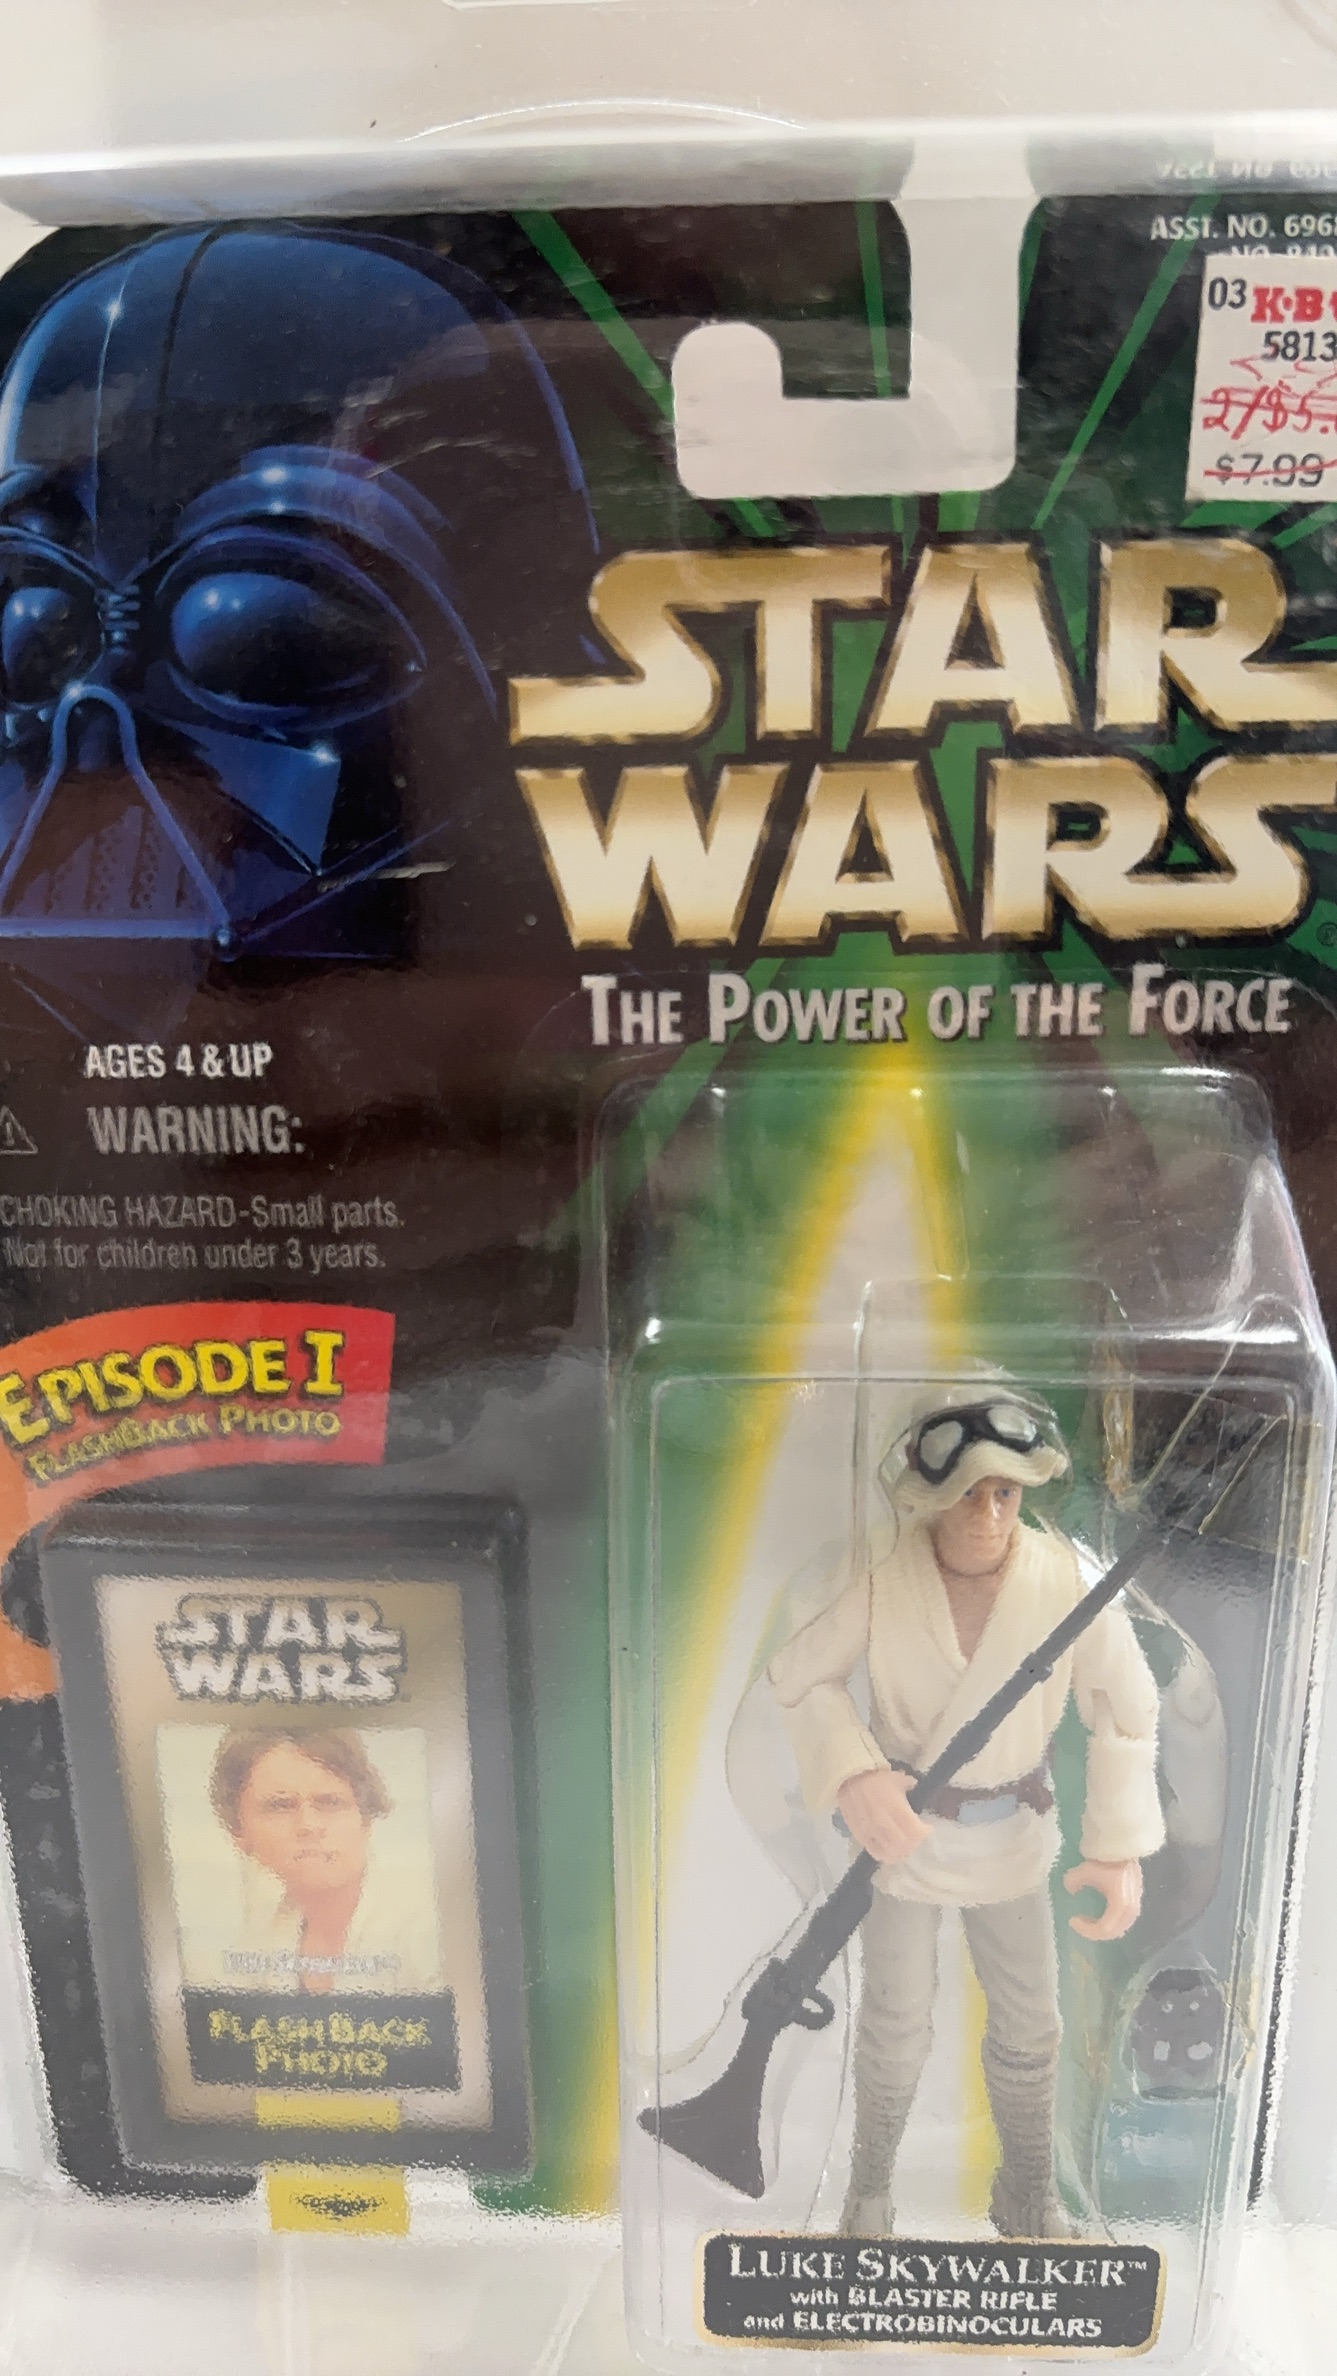 ASST. NO. 696
03 K·B
5813
2/$5.
$7.99
STAR
WARS
®
THE POWER OF THE FORCE
AGES 4 & UP
WARNING:
CHOKING HAZARD-Small parts.
Not for children under 3 years.
EPISODE I
FLASHBACK PHOTO
STAR
WARS
FLASHBACK
PHOTO
LUKE SKYWALKER™
with BLASTER RIFLE
and ELECTROBINOCULARS